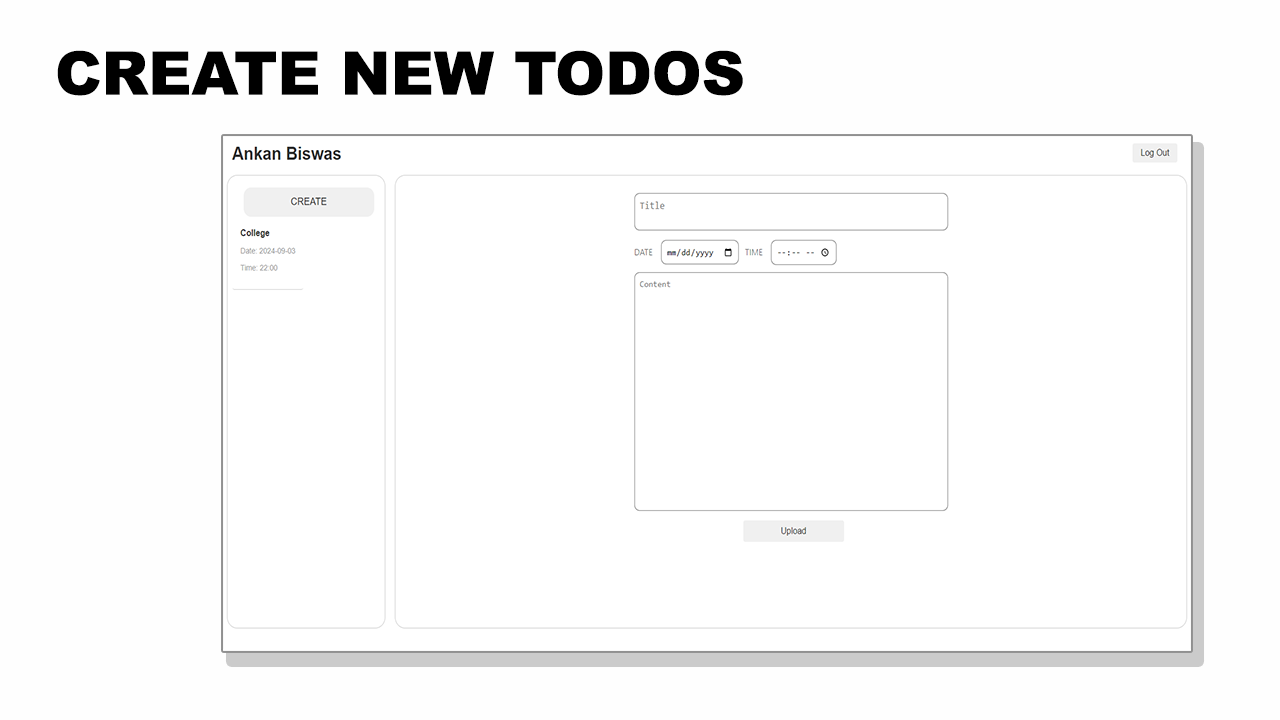 CREATE NEW TODOS
Ankan Biswas
Log Out
CREATE
College
Date: 2024-09-03
Time: 22:00
Title
DATE mm/dd/yyyy TIME --:-- --
Content
Upload